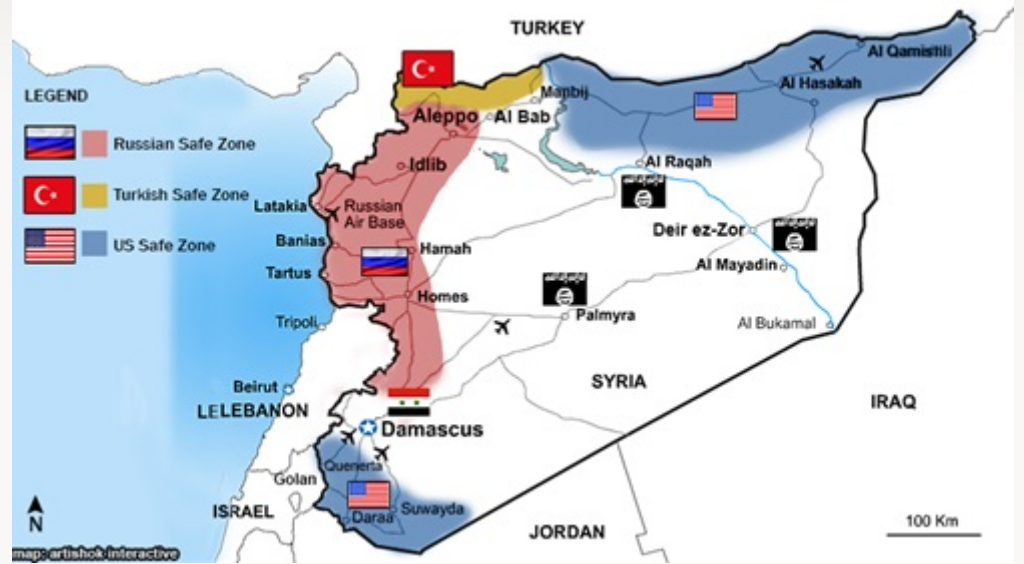 TURKEY
LEGEND
Russian Safe Zone
Turkish Safe Zone
US Safe Zone
Al Qamishli
Al Hasakah
Manbij
Aleppo
Al Bab
Idlib
Al Raqah
Latakia
Russian
Air Base
Banias
Hamah
Deir ez-Zor
Tartus
Al Mayadin
Homes
Palmyra
Tripoli
Al Bukamal
Beirut
SYRIA
LELEBANON
IRAQ
Damascus
Quenerta
Golan
ISRAEL
Suwayda
Daraa
N
JORDAN
100 Km
map: artishok-interactive